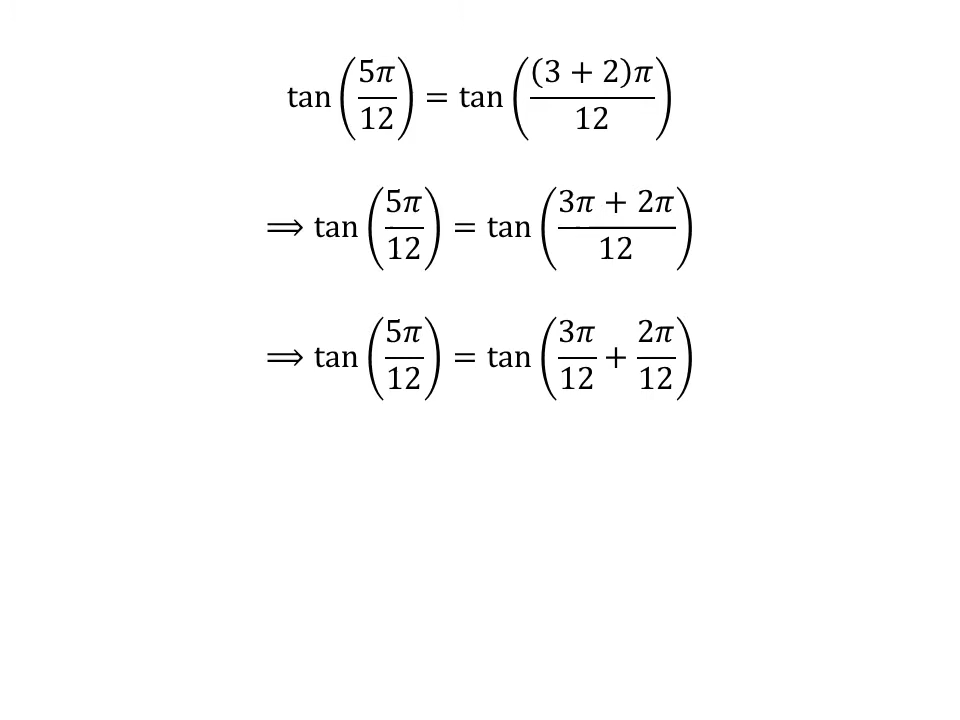 tan(5𝜋/12) = tan((3 + 2)𝜋/12)
⟹ tan(5𝜋/12) = tan((3𝜋 + 2𝜋)/12)
⟹ tan(5𝜋/12) = tan(3𝜋/12 + 2𝜋/12)